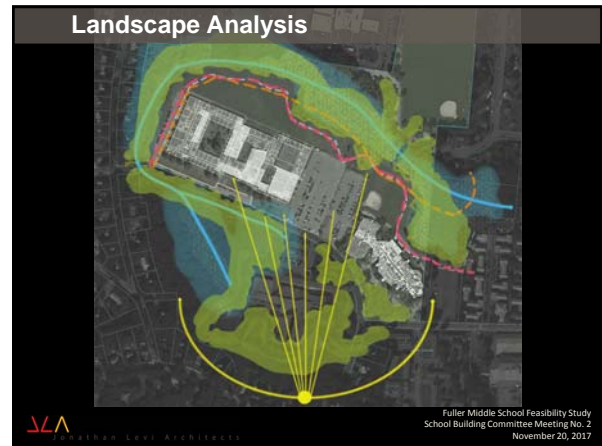 Landscape Analysis
Fuller Middle School Feasibility Study
School Building Committee Meeting No. 2
November 20, 2017
JLA
Jonathan Levi Architects